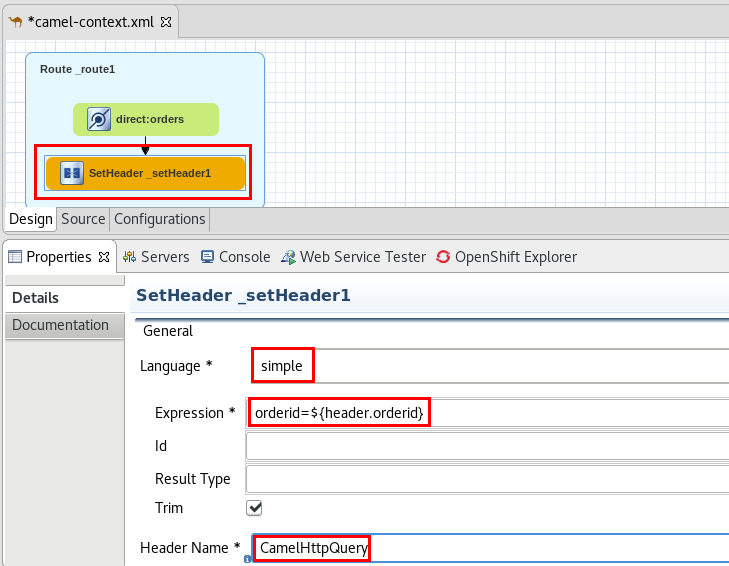 *camel-context.xml
Route _route1
direct:orders
SetHeader _setHeader1
Design Source Configurations
Properties Servers Console Web Service Tester OpenShift Explorer
Details
Documentation
SetHeader _setHeader1
General
Language * simple
Expression * orderid=${header.orderid}
Id
Result Type
Trim
Header Name * CamelHttpQuery